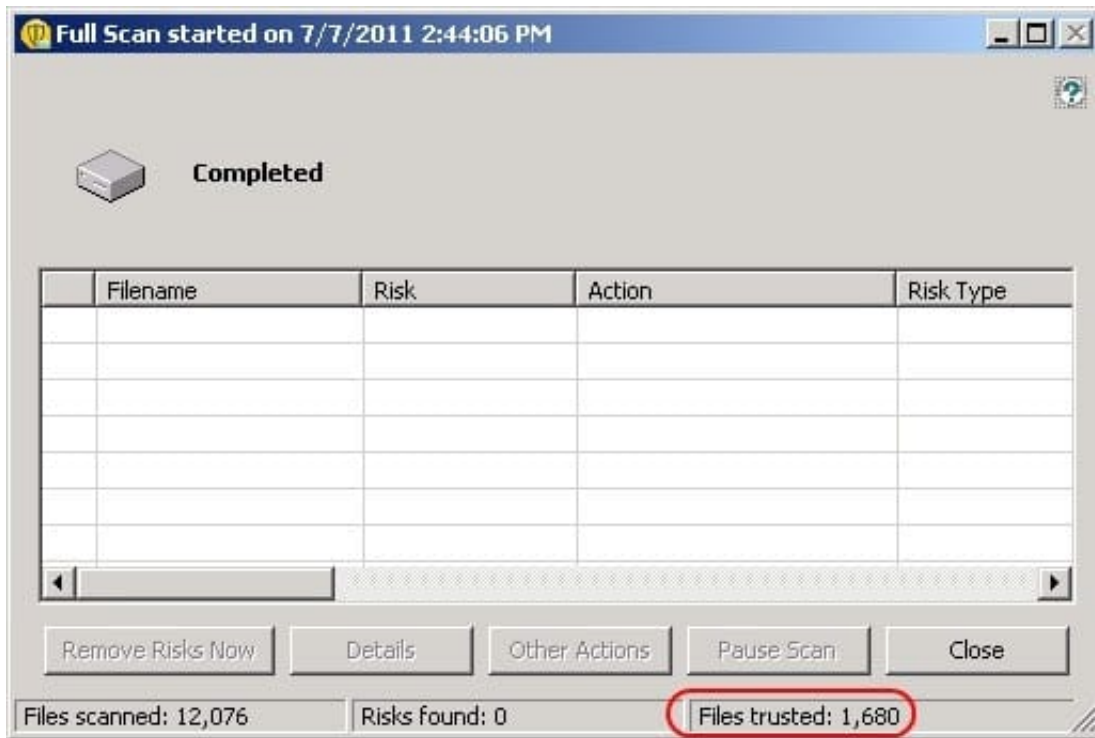 Full Scan started on 7/7/2011 2:44:06 PM
Completed
Filename Risk Action Risk Type
Remove Risks Now Details Other Actions Pause Scan Close
Files scanned: 12,076 Risks found: 0 Files trusted: 1,680